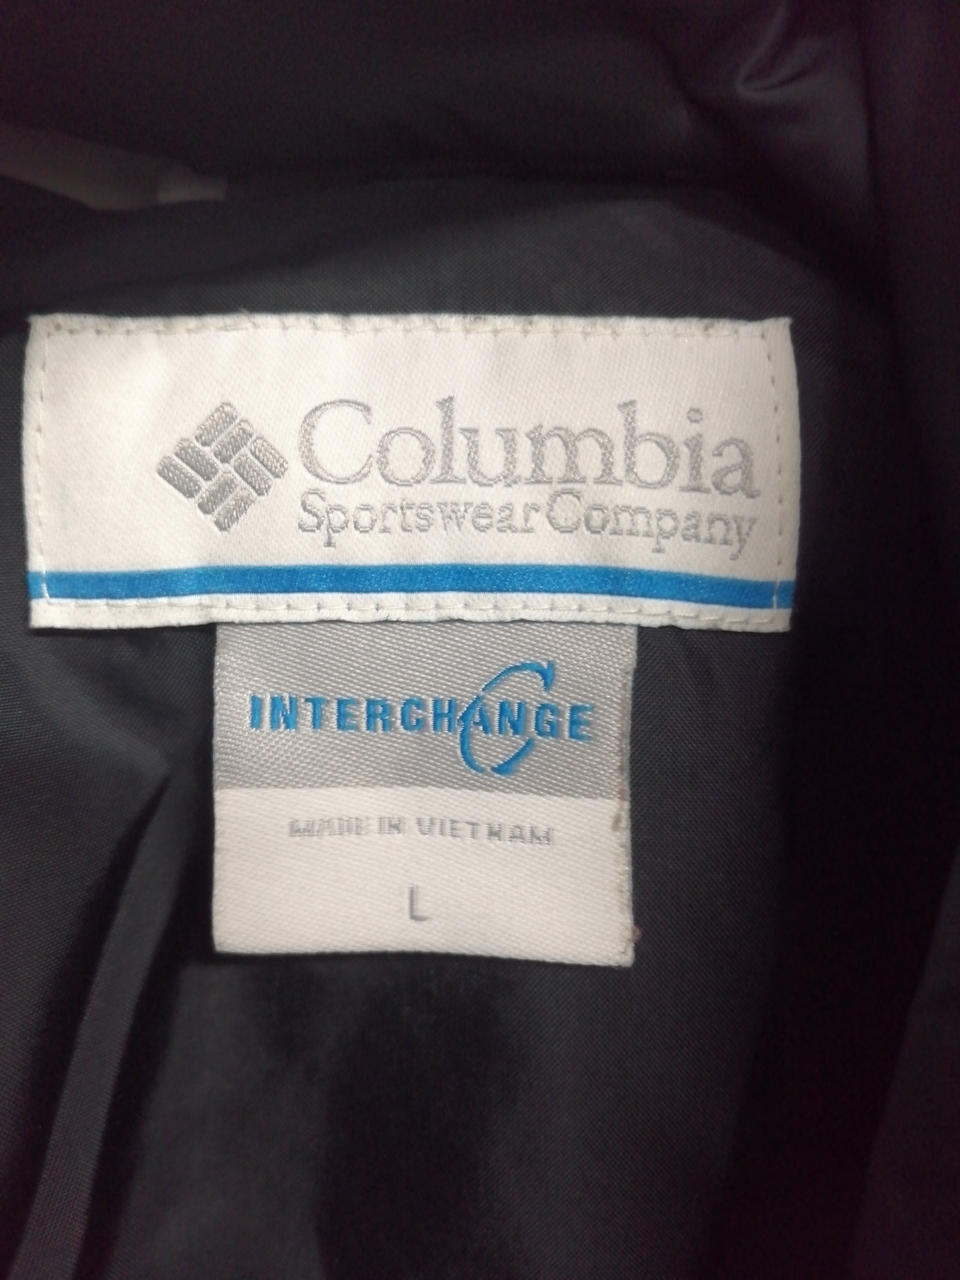 Columbia
Sportswear Company
INTERCHANGE
MADE IN VIETNAM
L